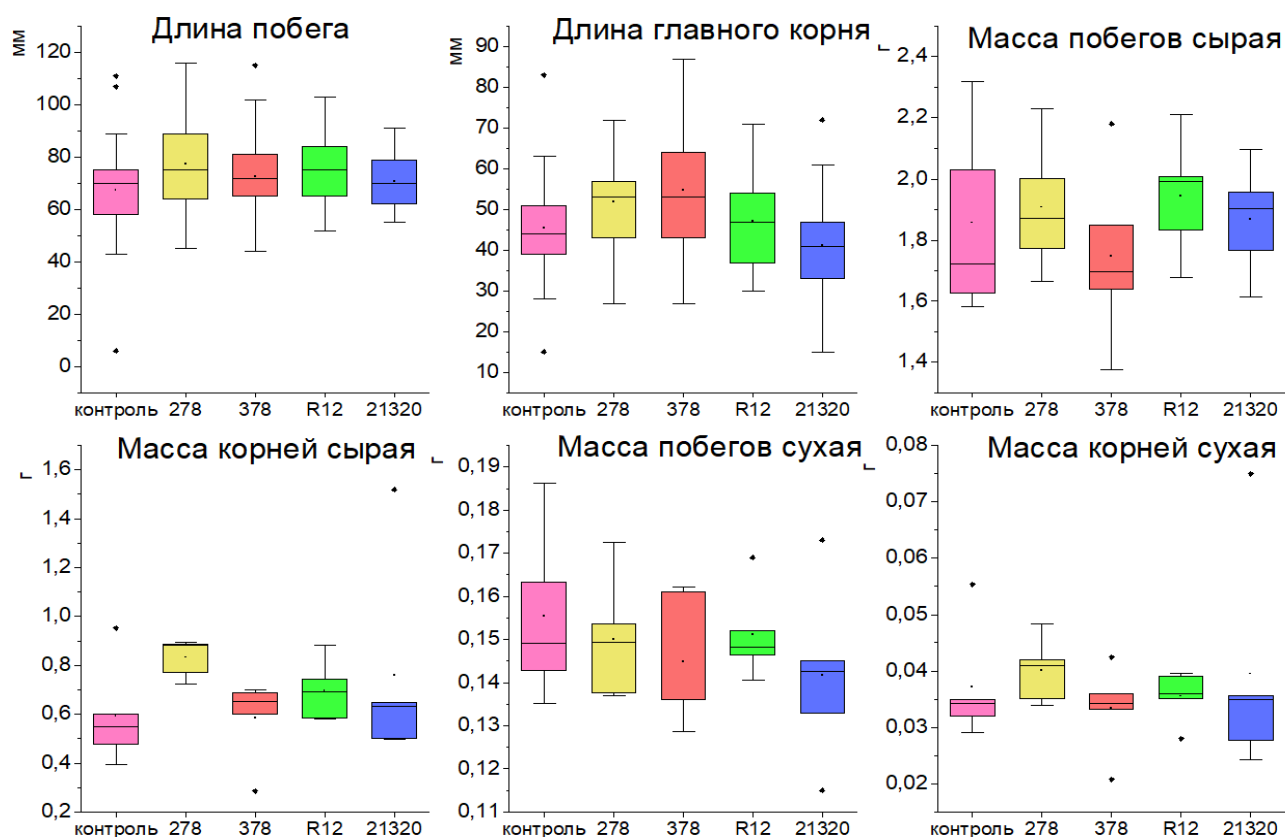 Длина побега
мм
120
100
80
60
40
20
0
контроль 278 378 R12 21320
Длина главного корня
мм
90
80
70
60
50
40
30
20
10
контроль 278 378 R12 21320
Масса побегов сырая
г
2,4
2,2
2,0
1,8
1,6
1,4
контроль 278 378 R12 21320
Масса корней сырая
г
1,6
1,4
1,2
1,0
0,8
0,6
0,4
0,2
контроль 278 378 R12 21320
Масса побегов сухая
г
0,19
0,18
0,17
0,16
0,15
0,14
0,13
0,12
0,11
контроль 278 378 R12 21320
Масса корней сухая
г
0,08
0,07
0,06
0,05
0,04
0,03
0,02
контроль 278 378 R12 21320